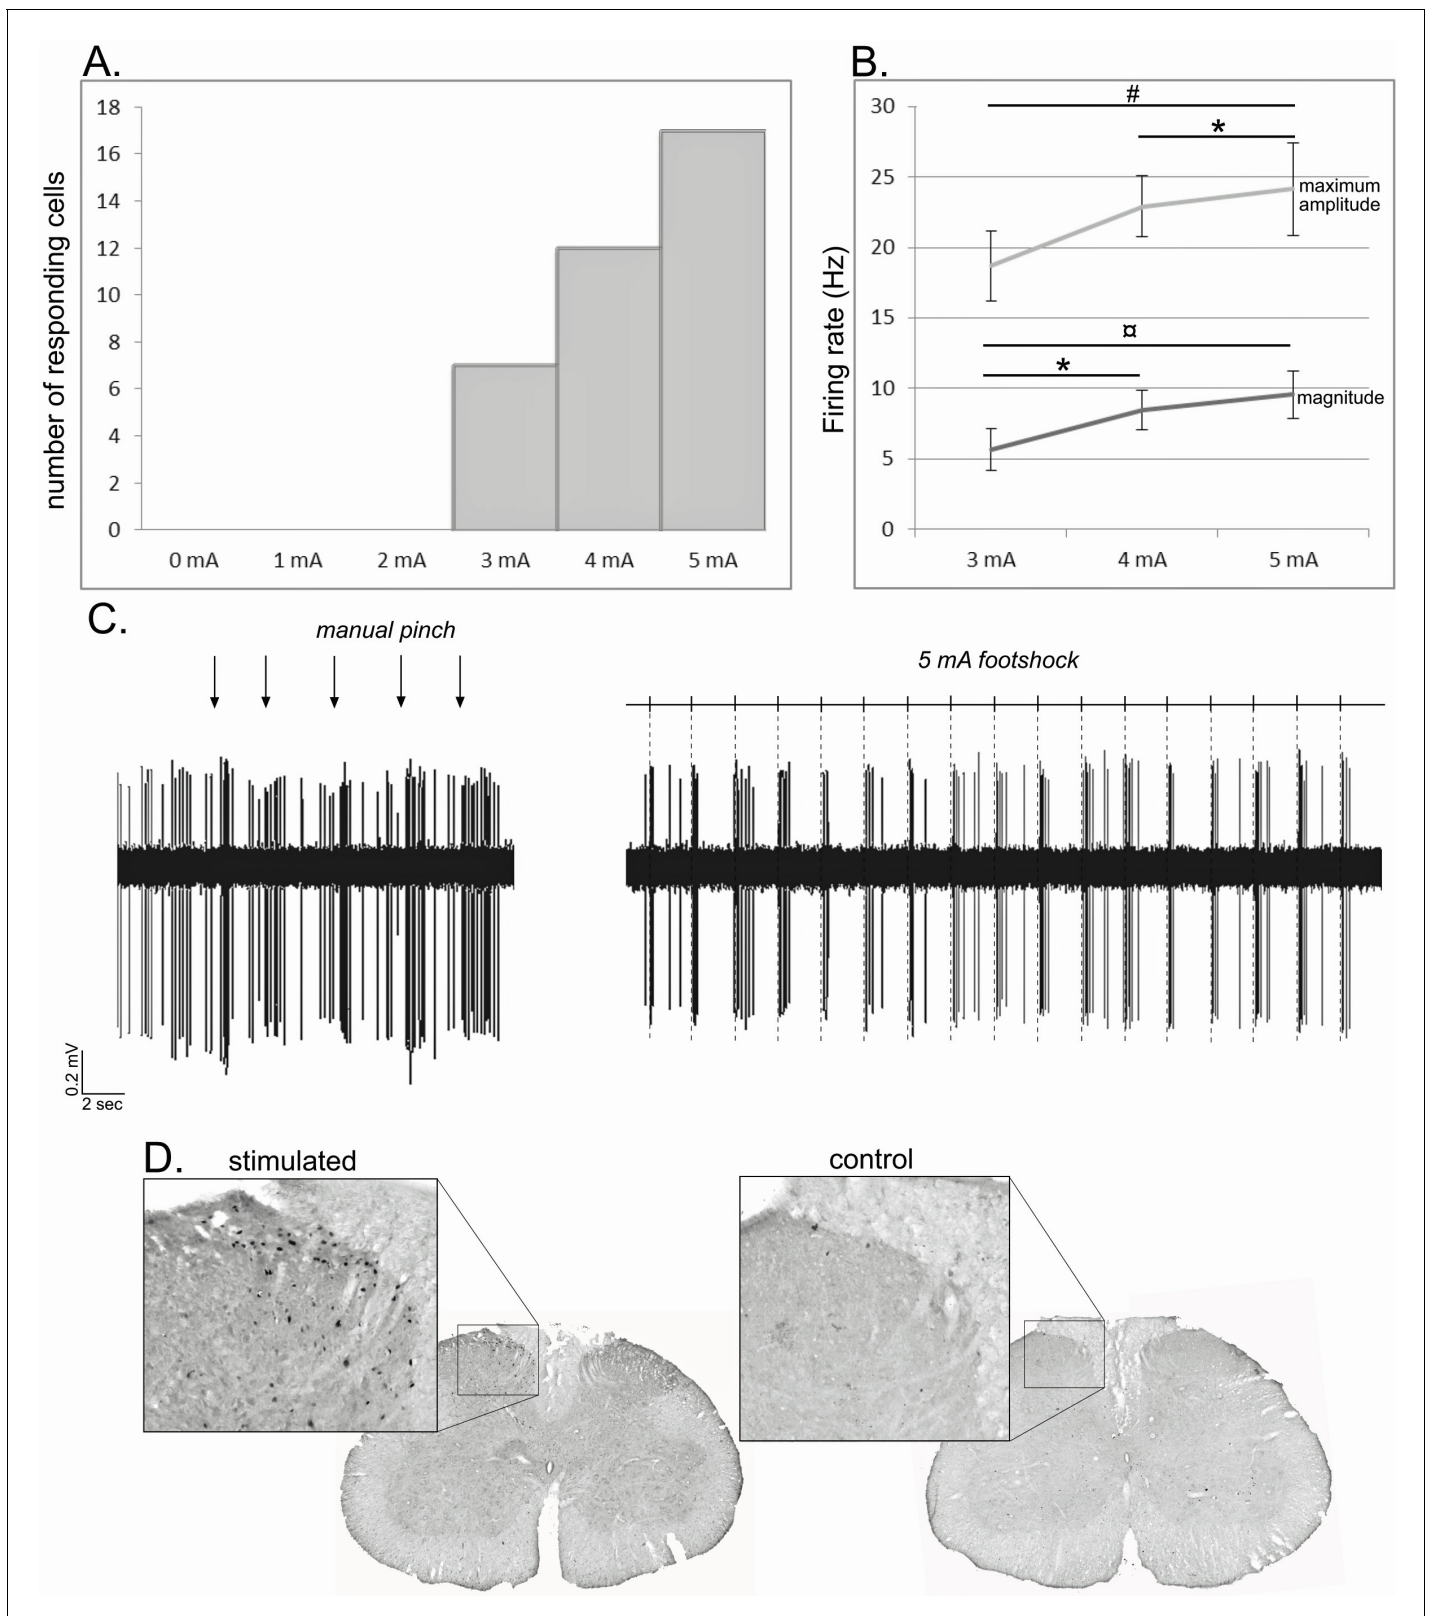 A.
number of responding cells
18
16
14
12
10
8
6
4
2
0
0 mA 1 mA 2 mA 3 mA 4 mA 5 mA
B.
Firing rate (Hz)
30
25
20
15
10
5
0
#
*
maximum
amplitude
¤
*
magnitude
3 mA 4 mA 5 mA
C.
manual pinch
5 mA footshock
0.2 mV
2 sec
D.
stimulated
control